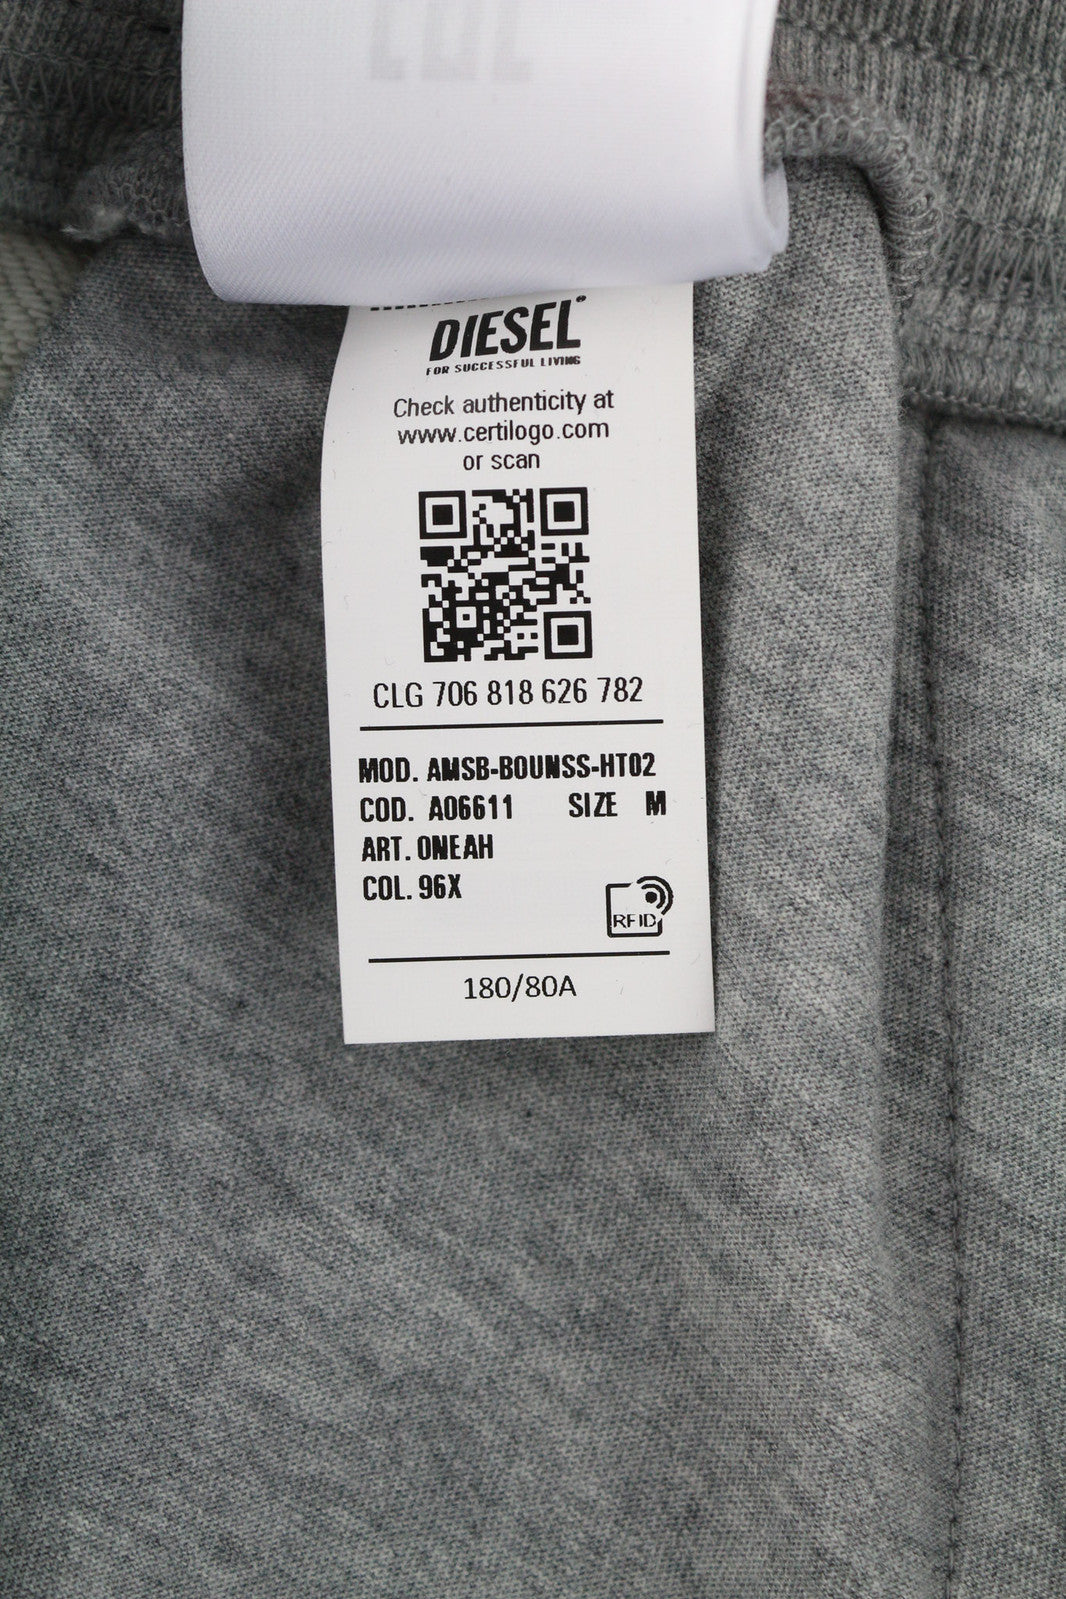 DIESEL®
FOR SUCCESSFUL LIVING
Check authenticity at
www.certilogo.com
or scan
CLG 706 818 626 782
MOD. AMSB-BOUNSS-HT02
COD. A06611 SIZE M
ART. ONEAH
COL. 96X
RFID
180/80A